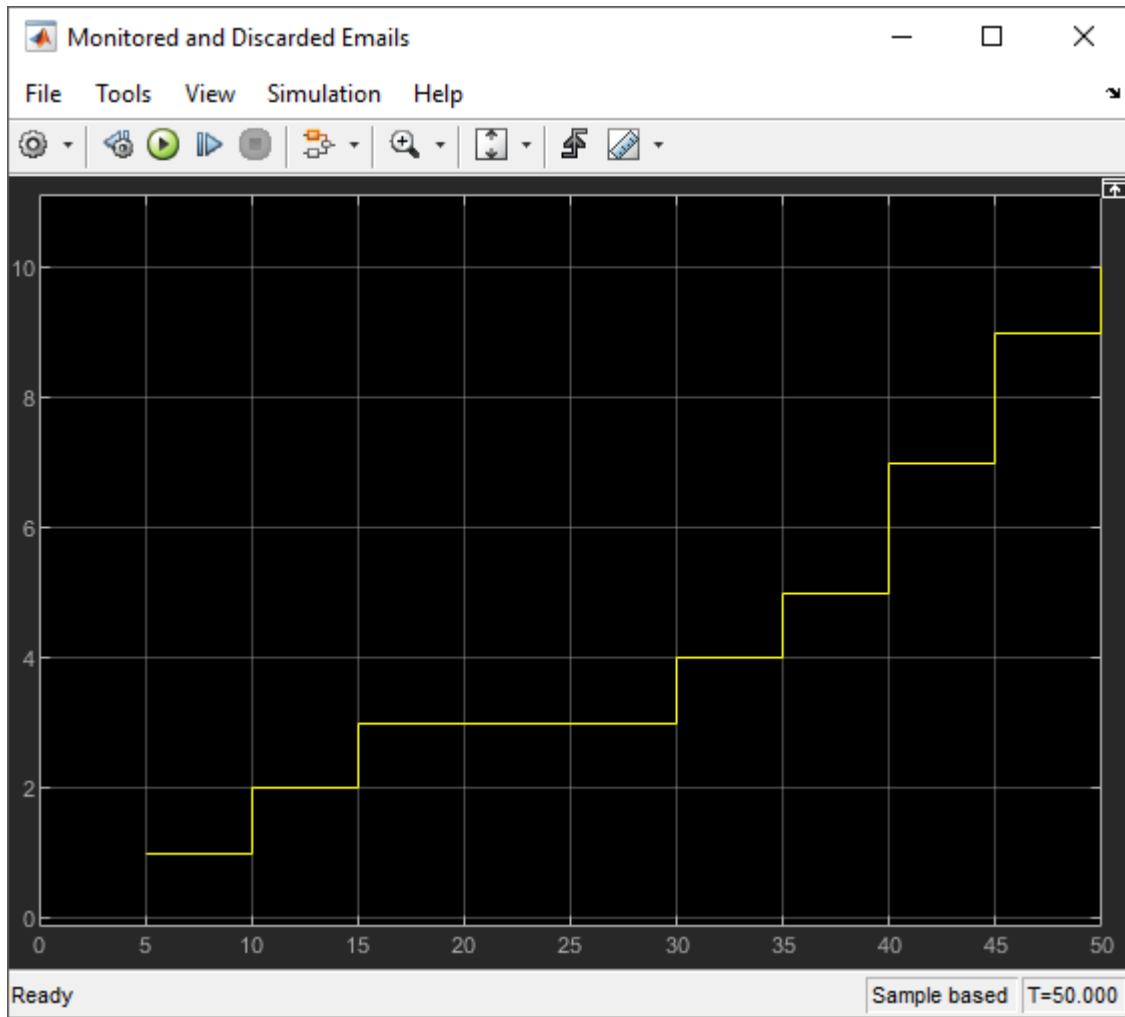 Monitored and Discarded Emails
File Tools View Simulation Help
10
8
6
4
2
0
0 5 10 15 20 25 30 35 40 45 50
Ready Sample based T=50.000